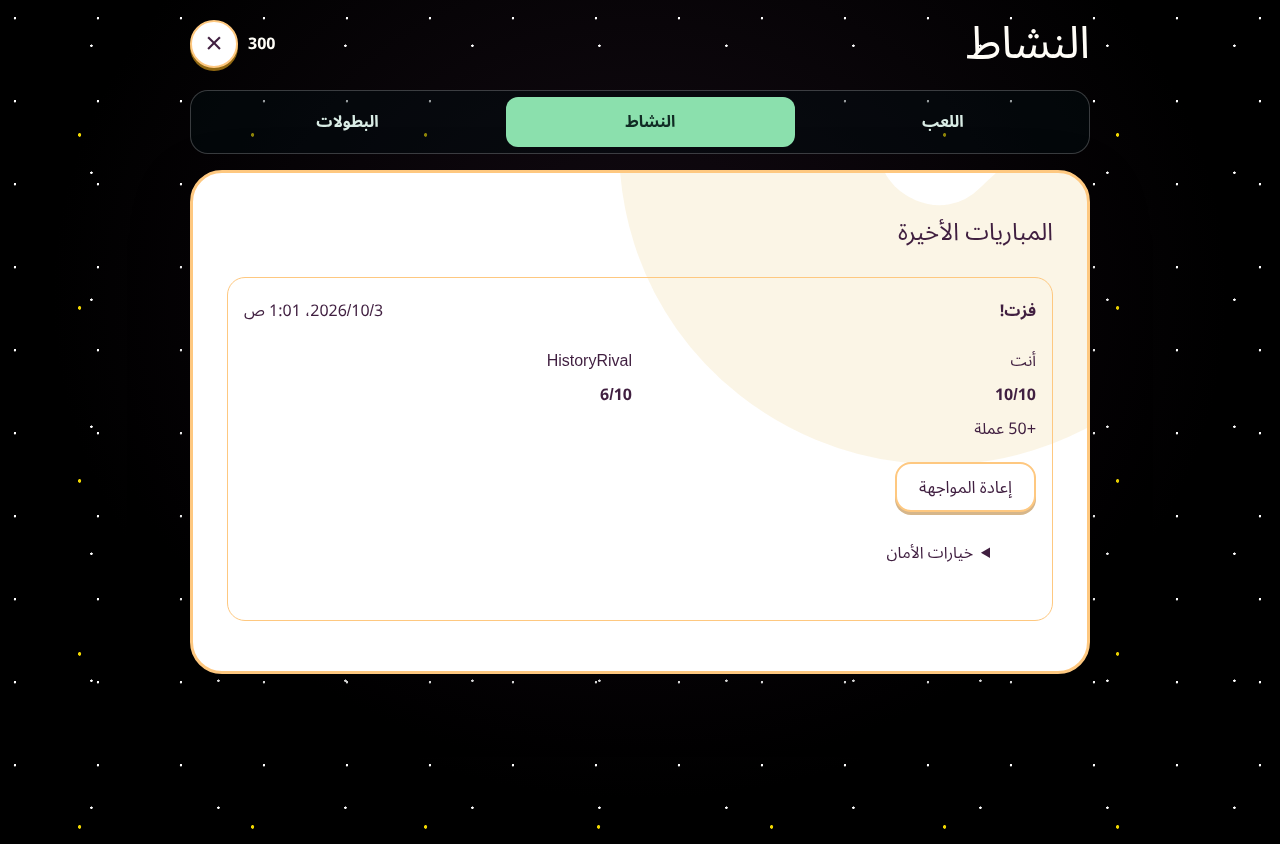 النشاط
300
✕
اللعب
النشاط
البطولات
المباريات الأخيرة
فزت!
2026/10/3، 1:01 ص
أنت
10/10
+50 عملة
HistoryRival
6/10
إعادة المواجهة
◀ خيارات الأمان